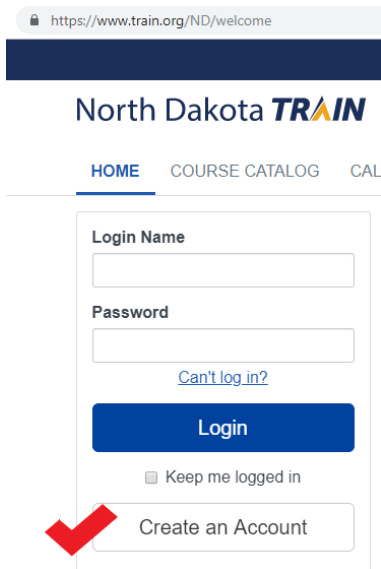 https://www.train.org/ND/welcome
North Dakota TRAIN
HOME COURSE CATALOG CAL
Login Name
Password
Can't log in?
Login
Keep me logged in
Create an Account